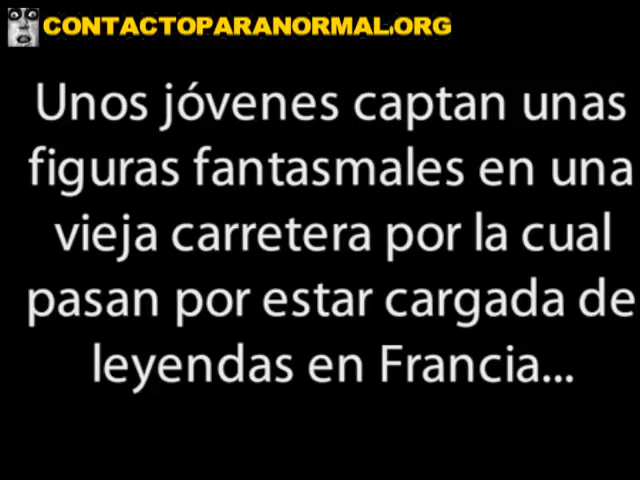 CONTACTOPARANORMAL.ORG
Unos jóvenes captan unas
figuras fantasmales en una
vieja carretera por la cual
pasan por estar cargada de
leyendas en Francia...